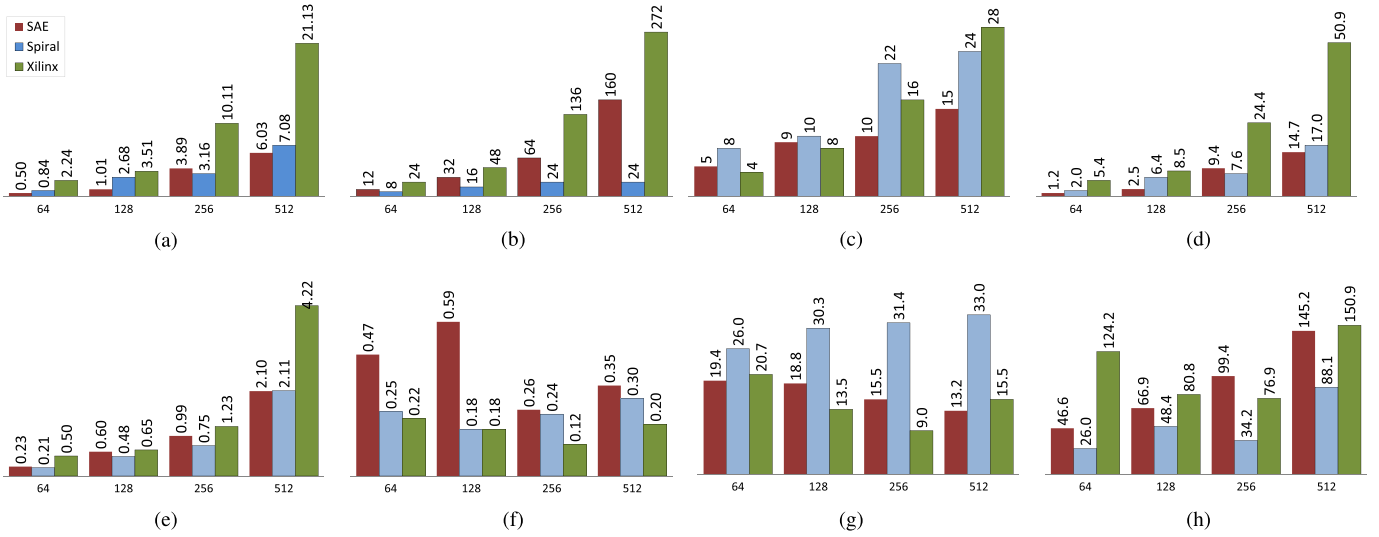 SAE
Spiral
Xilinx
0.50 0.84 2.24 1.01 2.68 3.51 3.89 3.16 10.11 6.03 7.08 21.13
64 128 256 512
(a)
12 8 24 32 16 48 64 24 136 160 24 272
64 128 256 512
(b)
5 8 4 9 10 8 10 22 16 15 24 28
64 128 256 512
(c)
1.2 2.0 5.4 2.5 6.4 8.5 9.4 7.6 24.4 14.7 17.0 50.9
64 128 256 512
(d)
0.23 0.21 0.50 0.60 0.48 0.65 0.99 0.75 1.23 2.10 2.11 4.22
64 128 256 512
(e)
0.47 0.25 0.22 0.59 0.18 0.18 0.26 0.24 0.12 0.35 0.30 0.20
64 128 256 512
(f)
19.4 26.0 20.7 18.8 30.3 13.5 15.5 31.4 9.0 13.2 33.0 15.5
64 128 256 512
(g)
46.6 26.0 124.2 66.9 48.4 80.8 99.4 34.2 76.9 145.2 88.1 150.9
64 128 256 512
(h)